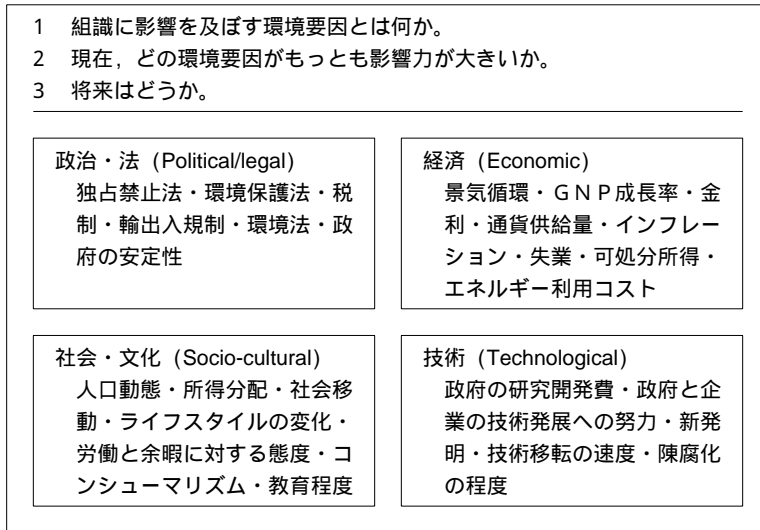 1 組織に影響を及ぼす環境要因とは何か。
2 現在，どの環境要因がもっとも影響力が大きいか。
3 将来はどうか。
政治・法 (Political/legal)
独占禁止法・環境保護法・税
制・輸出入規制・環境法・政
府の安定性
経済 (Economic)
景気循環・ＧＮＰ成長率・金
利・通貨供給量・インフレー
ション・失業・可処分所得・
エネルギー利用コスト
社会・文化 (Socio-cultural)
人口動態・所得分配・社会移
動・ライフスタイルの変化・
労働と余暇に対する態度・コ
ンシューマリズム・教育程度
技術 (Technological)
政府の研究開発費・政府と企
業の技術発展への努力・新発
明・技術移転の速度・陳腐化
の程度